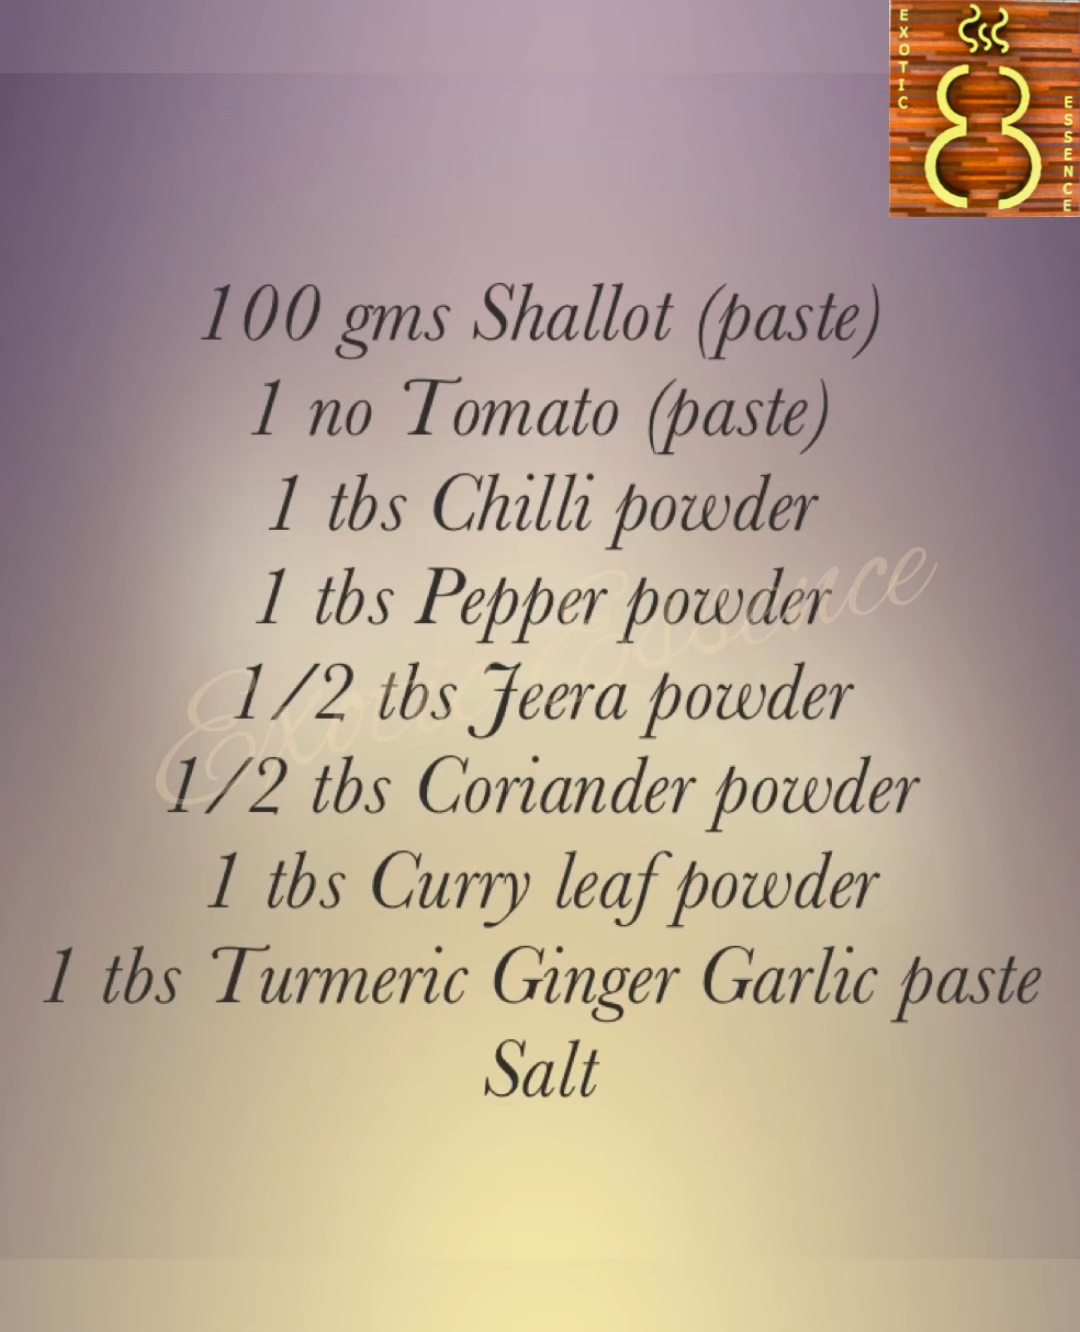 EXOTIC
ESSENCE
100 gms Shallot (paste)
1 no Tomato (paste)
1 tbs Chilli powder
1 tbs Pepper powder
1/2 tbs Jeera powder
1/2 tbs Coriander powder
1 tbs Curry leaf powder
1 tbs Turmeric Ginger Garlic paste
Salt
Exotic Essence